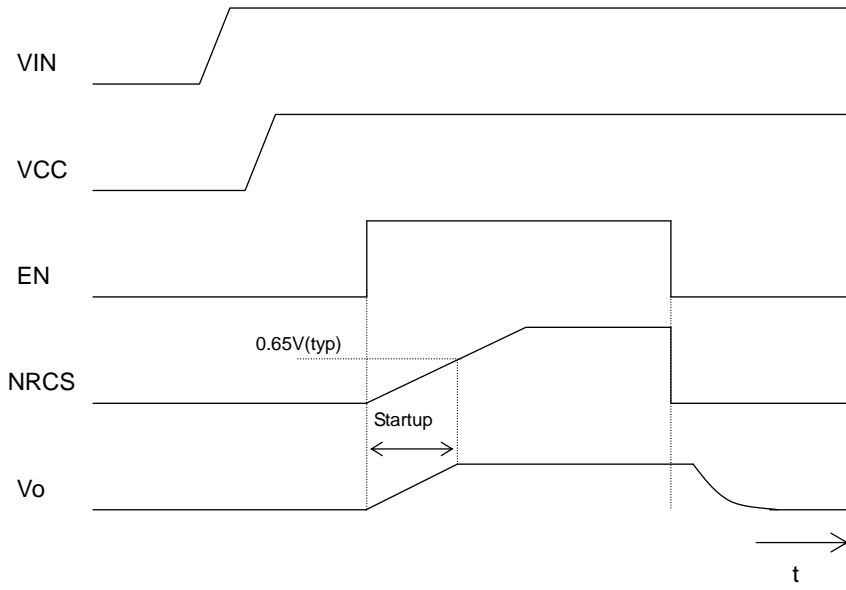 VIN
VCC
EN
0.65V(typ)
NRCS
Startup
Vo
t